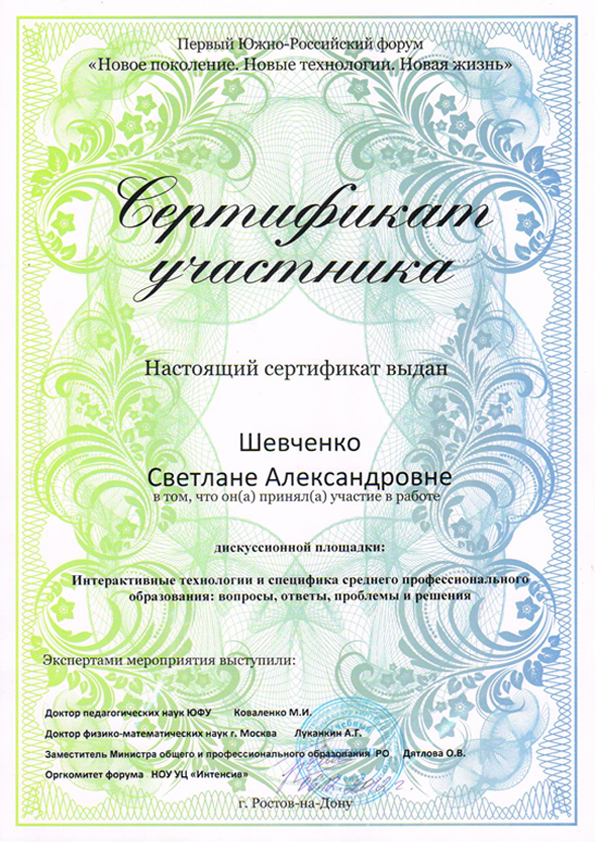 Первый Южно-Российский форум
«Новое поколение. Новые технологии. Новая жизнь»
Сертификат
участника
Настоящий сертификат выдан
Шевченко
Светлане Александровне
в том, что он(а) принял(а) участие в работе
дискуссионной площадки:
Интерактивные технологии и специфика среднего профессионального
образования: вопросы, ответы, проблемы и решения
Экспертами мероприятия выступили:
Доктор педагогических наук ЮФУ Коваленко М.И.
Доктор физико-математических наук г. Москва Луканкин А.Г.
Заместитель Министра общего и профессионального образования РО Дятлова О.В.
Оргкомитет форума НОУ УЦ «Интенсив»
г. Ростов-на-Дону